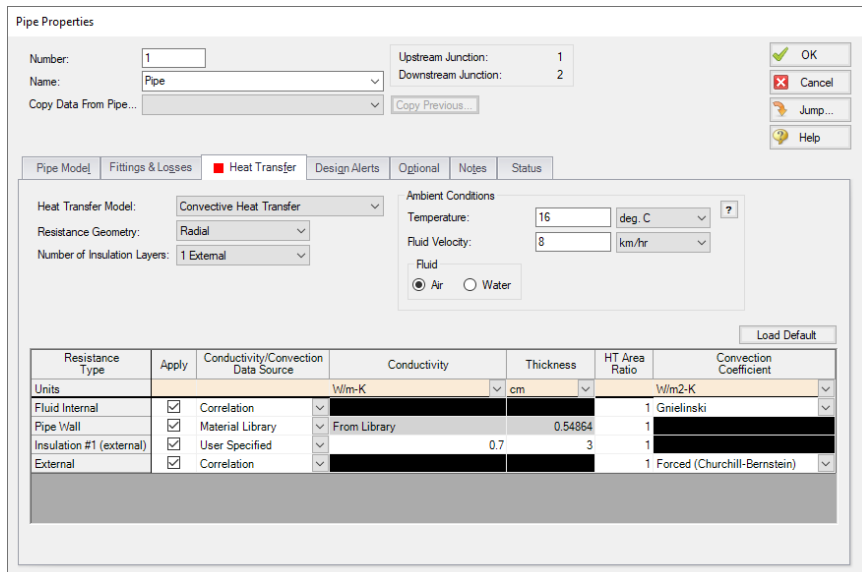 Pipe Properties
Number: 1
Upstream Junction: 1
OK
Name: Pipe
Downstream Junction: 2
Cancel
Copy Data From Pipe...
Copy Previous...
Jump...
Help
Pipe Model Fittings & Losses Heat Transfer Design Alerts Optional Notes Status
Heat Transfer Model: Convective Heat Transfer
Resistance Geometry: Radial
Number of Insulation Layers: 1 External
Ambient Conditions
Temperature: 16 deg. C ?
Fluid Velocity: 8 km/hr
Fluid
Air Water
Load Default
Resistance Type Apply Conductivity/Convection Data Source Conductivity Thickness HT Area Ratio Convection Coefficient
Units W/m-K cm W/m2-K
Fluid Internal Correlation 1 Gnielinski
Pipe Wall Material Library From Library 0.54864 1
Insulation #1 (external) User Specified 0.7 3 1
External Correlation 1 Forced (Churchill-Bernstein)